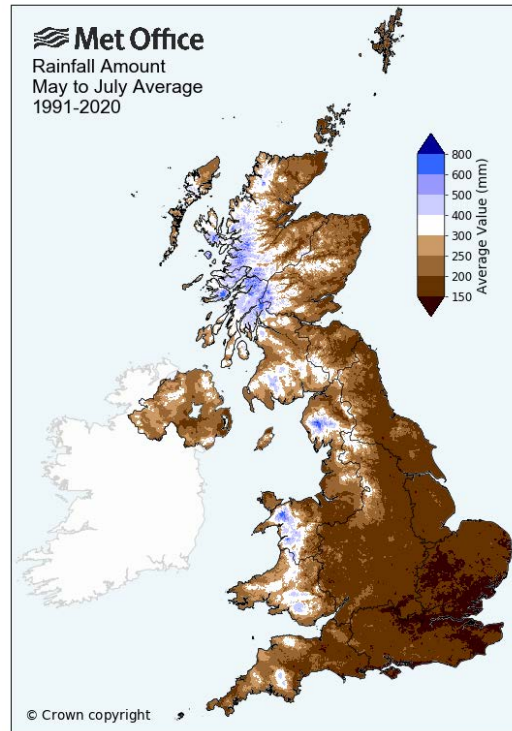 Met Office
Rainfall Amount
May to July Average
1991-2020
800
600
500
400
300
250
200
150
Average Value (mm)
© Crown copyright